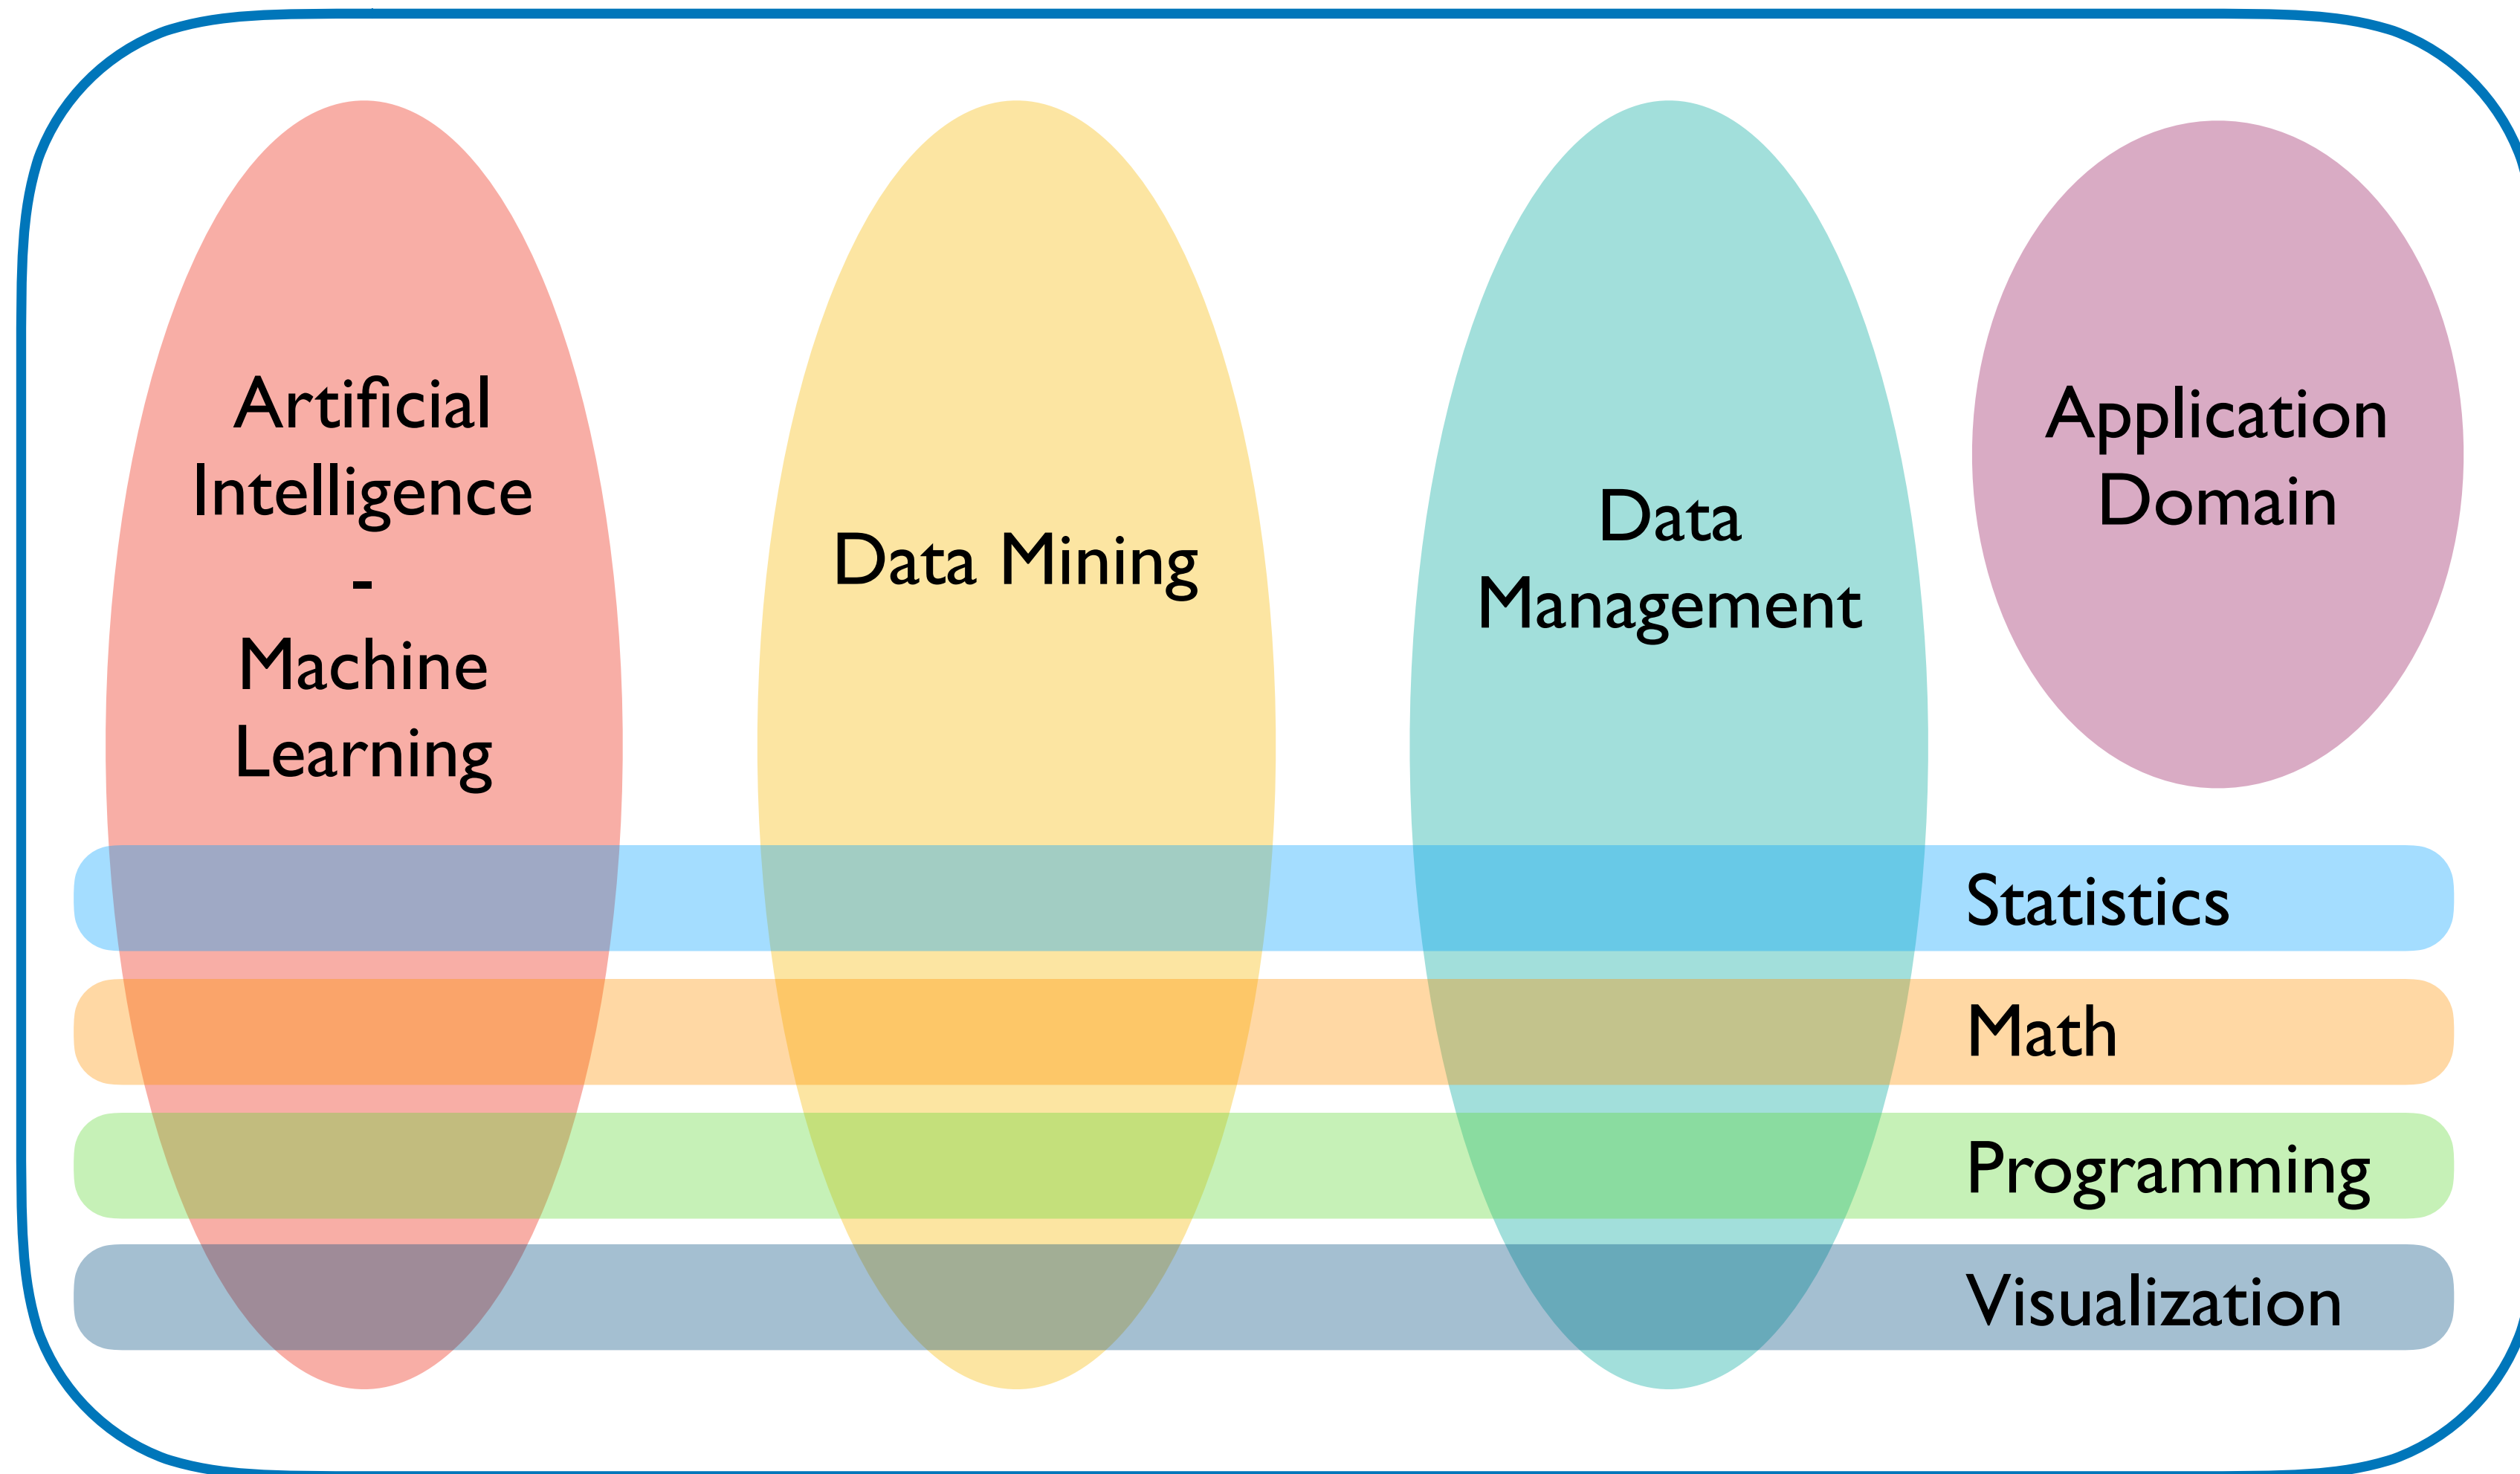 Artificial
Intelligence
-
Machine
Learning
Data Mining
Data
Management
Application
Domain
Statistics
Math
Programming
Visualization